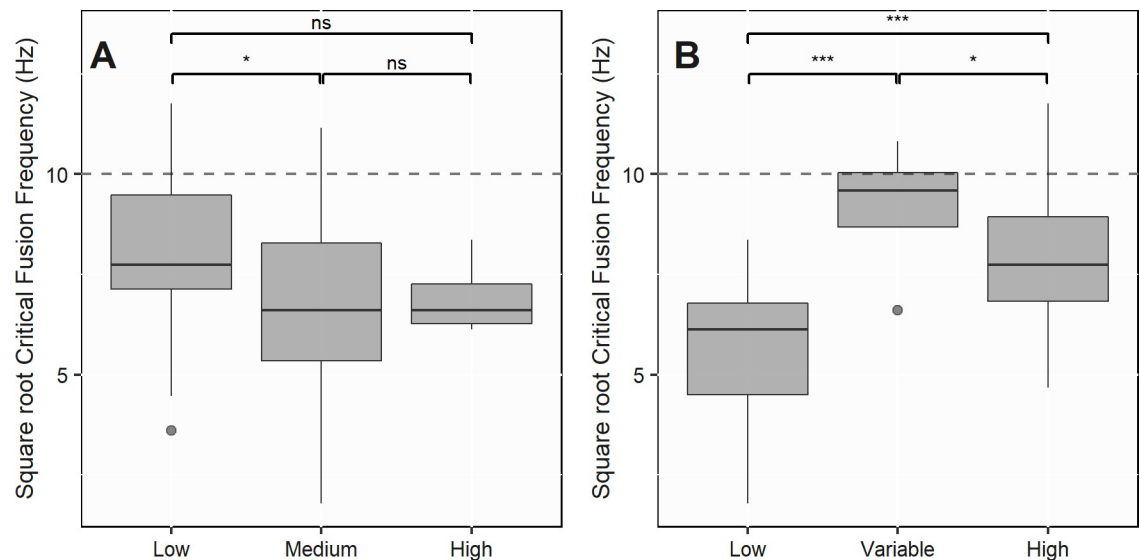 A
Square root Critical Fusion Frequency (Hz)
10
5
ns
*
ns
Low
Medium
High
B
Square root Critical Fusion Frequency (Hz)
10
5
***
***
*
Low
Variable
High